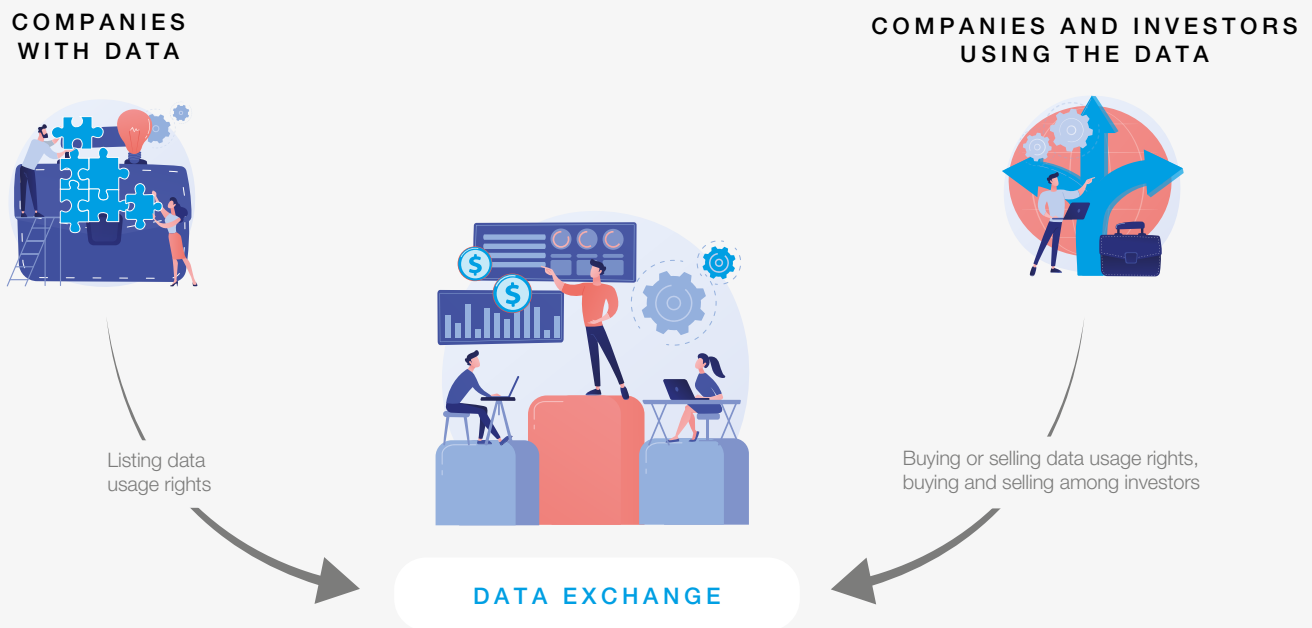 COMPANIES
WITH DATA
COMPANIES AND INVESTORS
USING THE DATA
$
$
Listing data
usage rights
Buying or selling data usage rights,
buying and selling among investors
DATA EXCHANGE